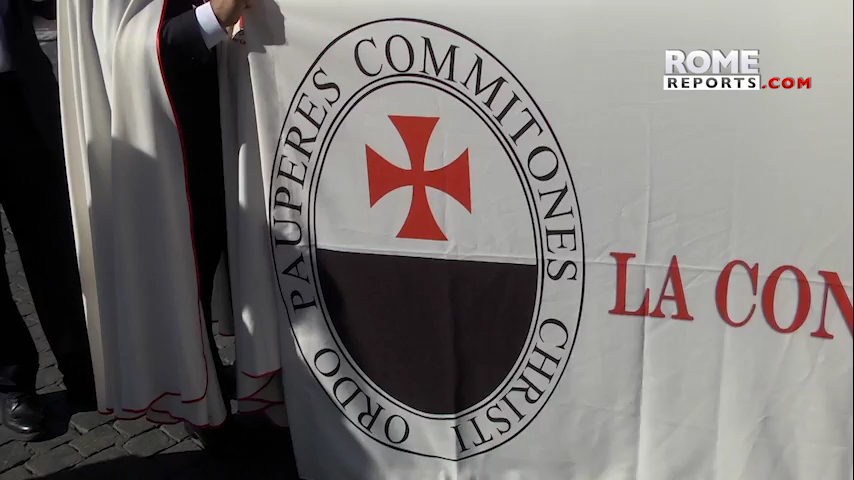 ROME
REPORTS.COM
ORDO PAUPERES COMMITONES CHRISTI
LA CON